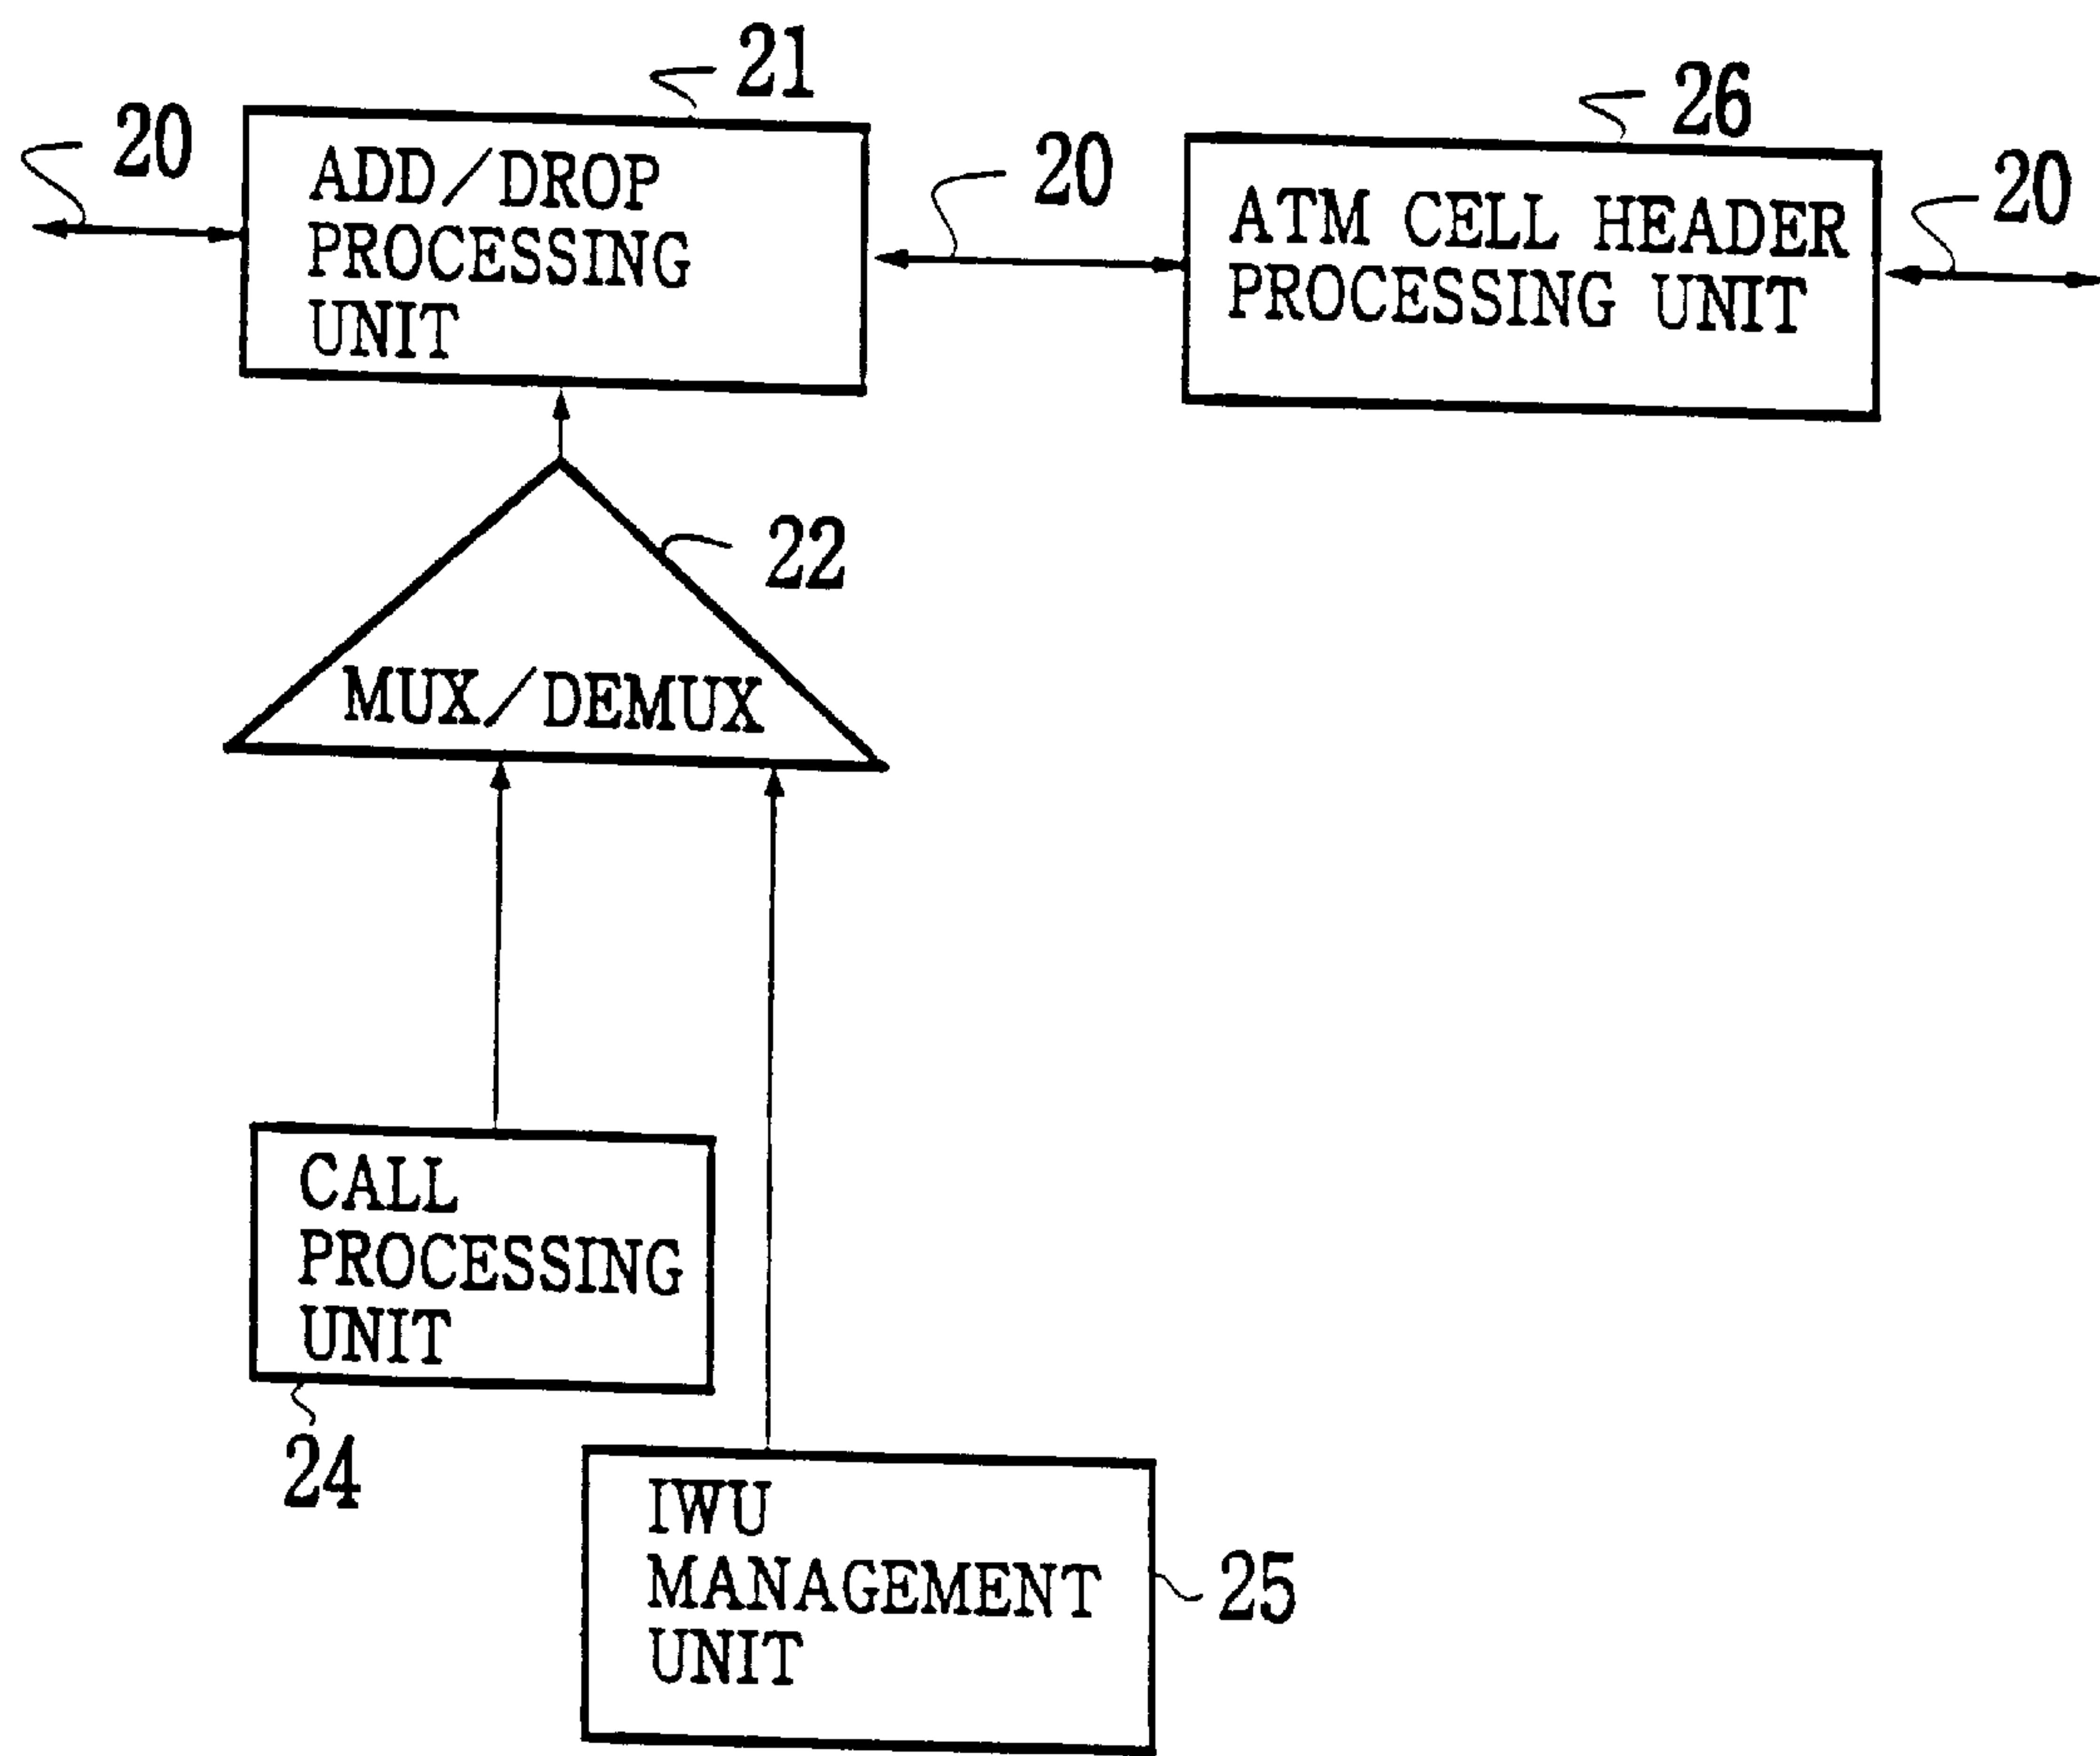 21
26
20
20
20
ADD/DROP
PROCESSING
UNIT
ATM CELL HEADER
PROCESSING UNIT
22
MUX/DEMUX
CALL
PROCESSING
UNIT
24
IWU
MANAGEMENT
UNIT
25